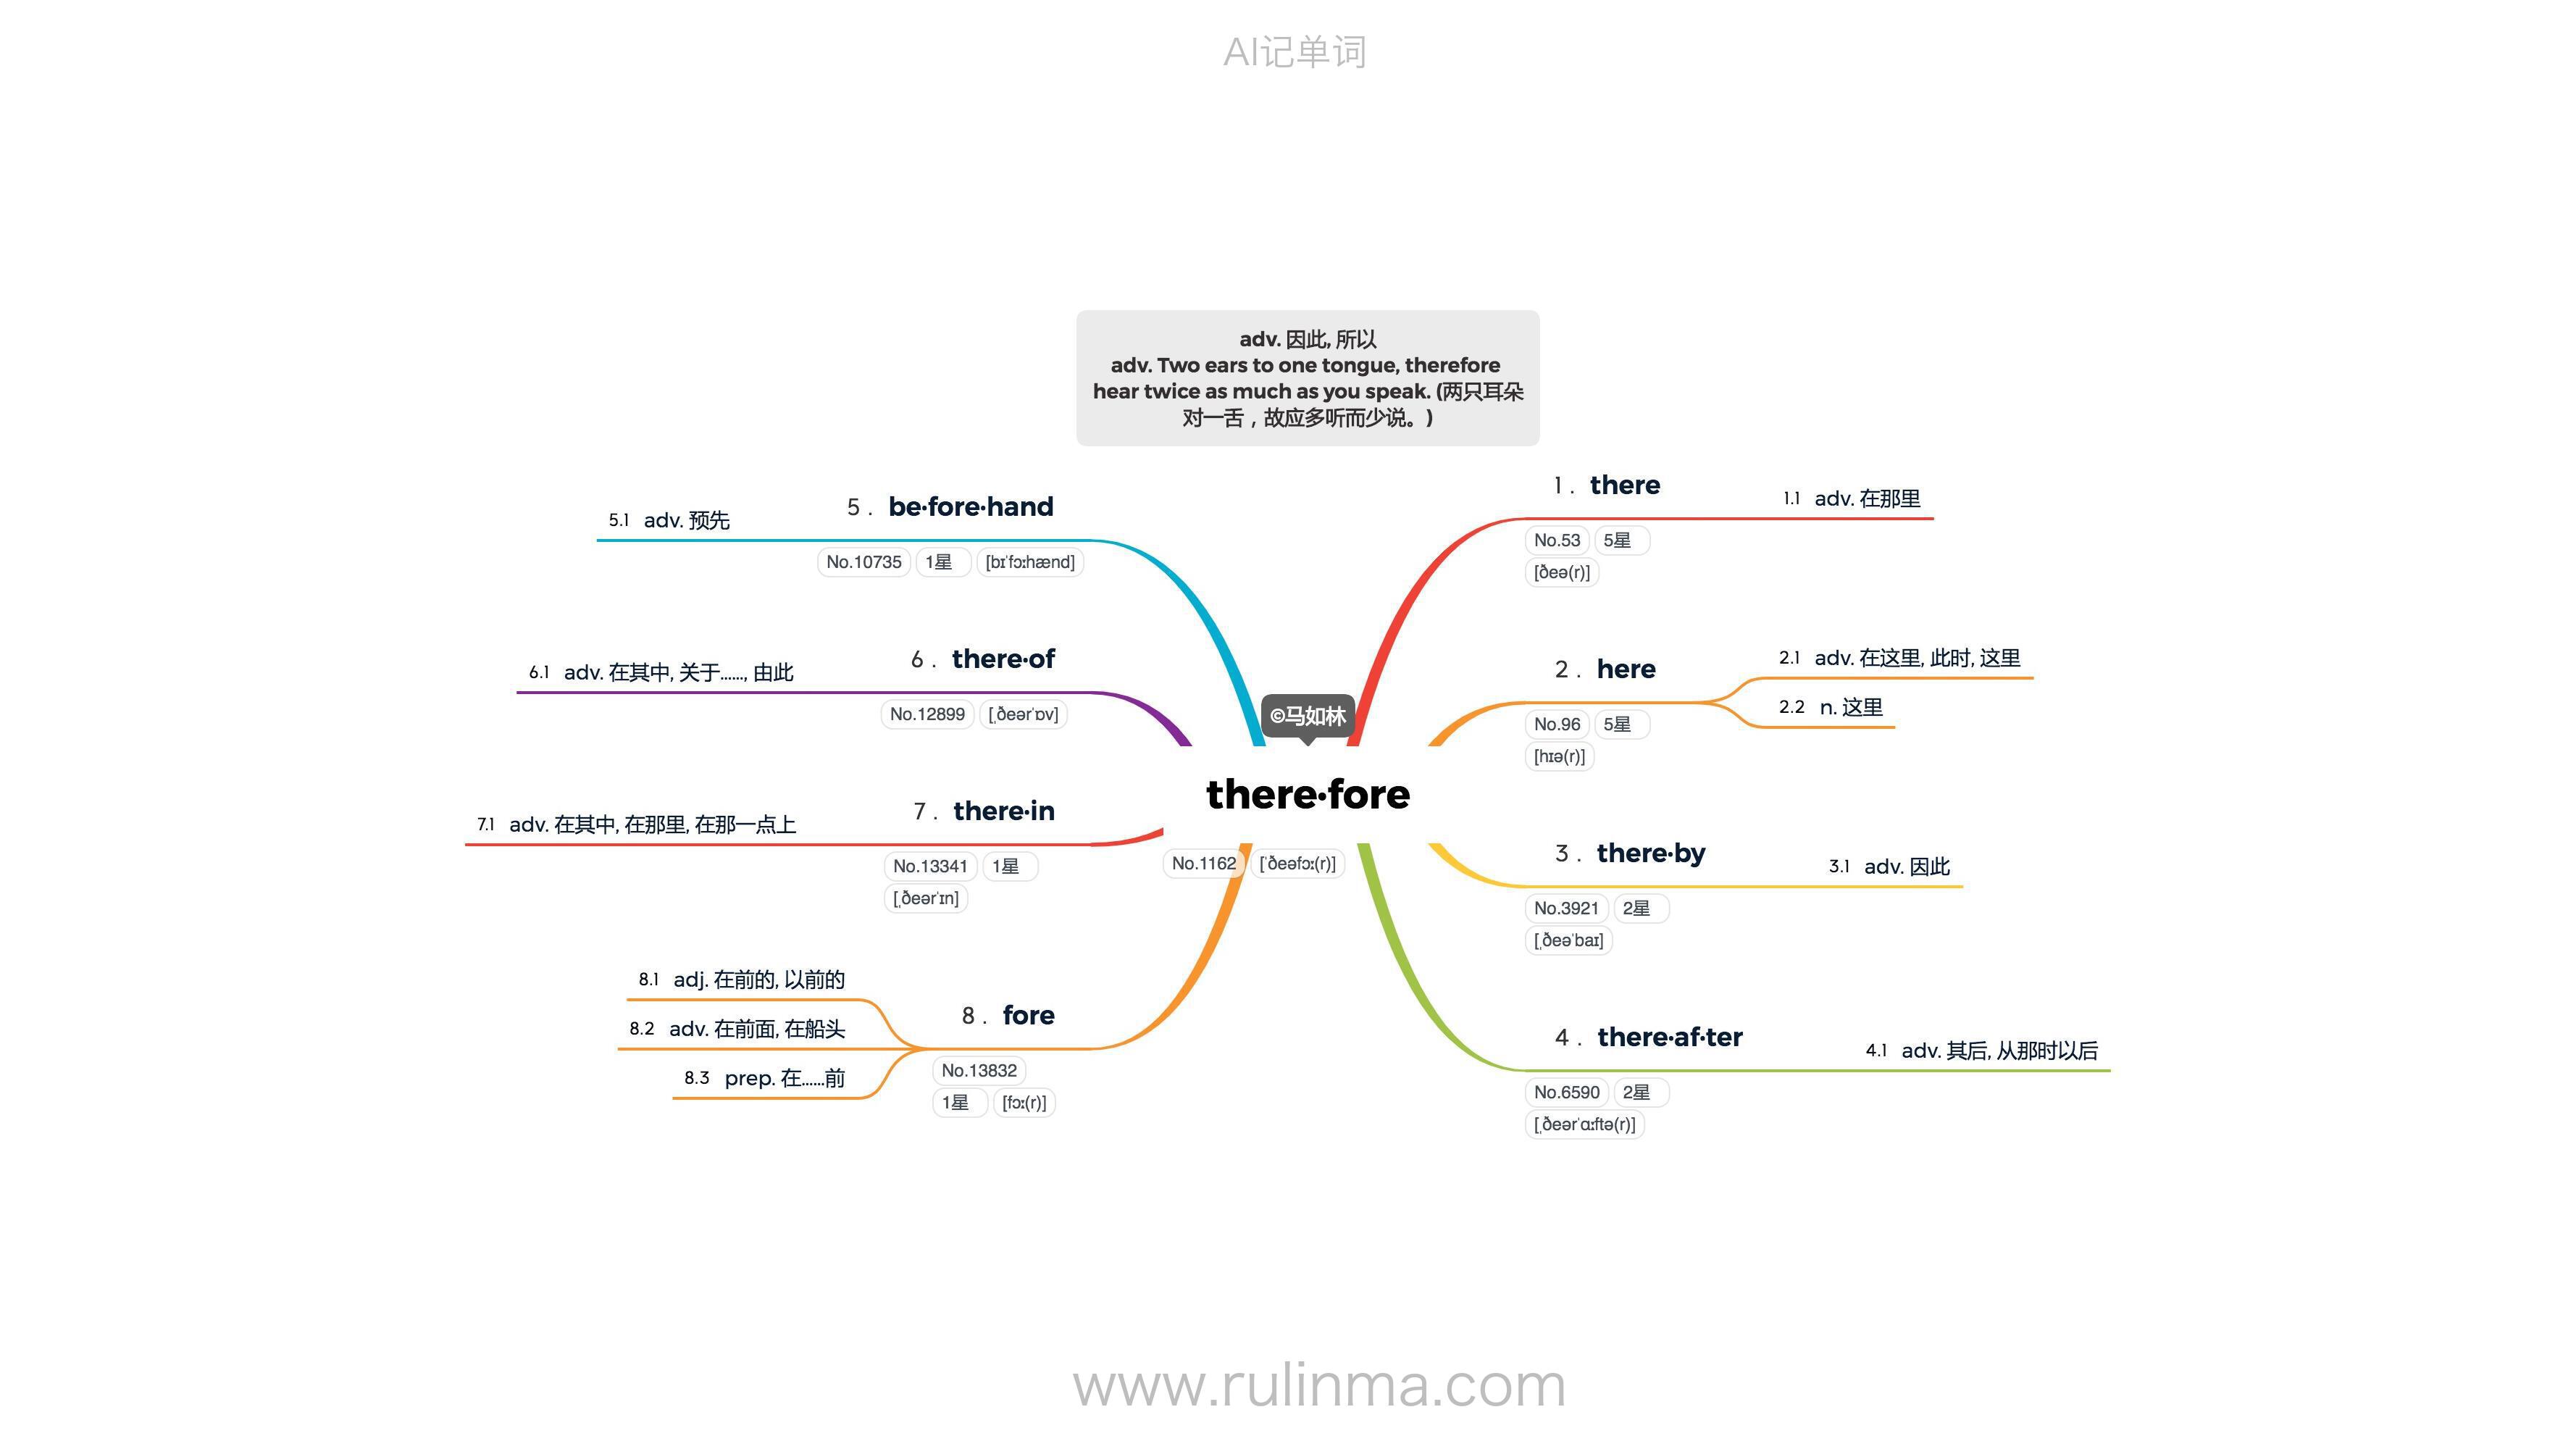 AI记单词
adv. 因此, 所以
adv. Two ears to one tongue, therefore
hear twice as much as you speak. (两只耳朵
对一舌，故应多听而少说。)
©马如林
there·fore
No.1162 [ˈðeəfɔː(r)]
1. there
1.1 adv. 在那里
No.53 5星
[ðeə(r)]
2. here
2.1 adv. 在这里, 此时, 这里
2.2 n. 这里
No.96 5星
[hɪə(r)]
3. there·by
3.1 adv. 因此
No.3921 2星
[ˌðeəˈbaɪ]
4. there·af·ter
4.1 adv. 其后, 从那时以后
No.6590 2星
[ˌðeərˈɑːftə(r)]
5. be·fore·hand
5.1 adv. 预先
No.10735 1星 [bɪˈfɔːhænd]
6. there·of
6.1 adv. 在其中, 关于……, 由此
No.12899 [ˌðeərˈɒv]
7. there·in
7.1 adv. 在其中, 在那里, 在那一点上
No.13341 1星
[ˌðeərˈɪn]
8. fore
8.1 adj. 在前的, 以前的
8.2 adv. 在前面, 在船头
8.3 prep. 在……前
No.13832
1星 [fɔː(r)]
www.rulinma.com